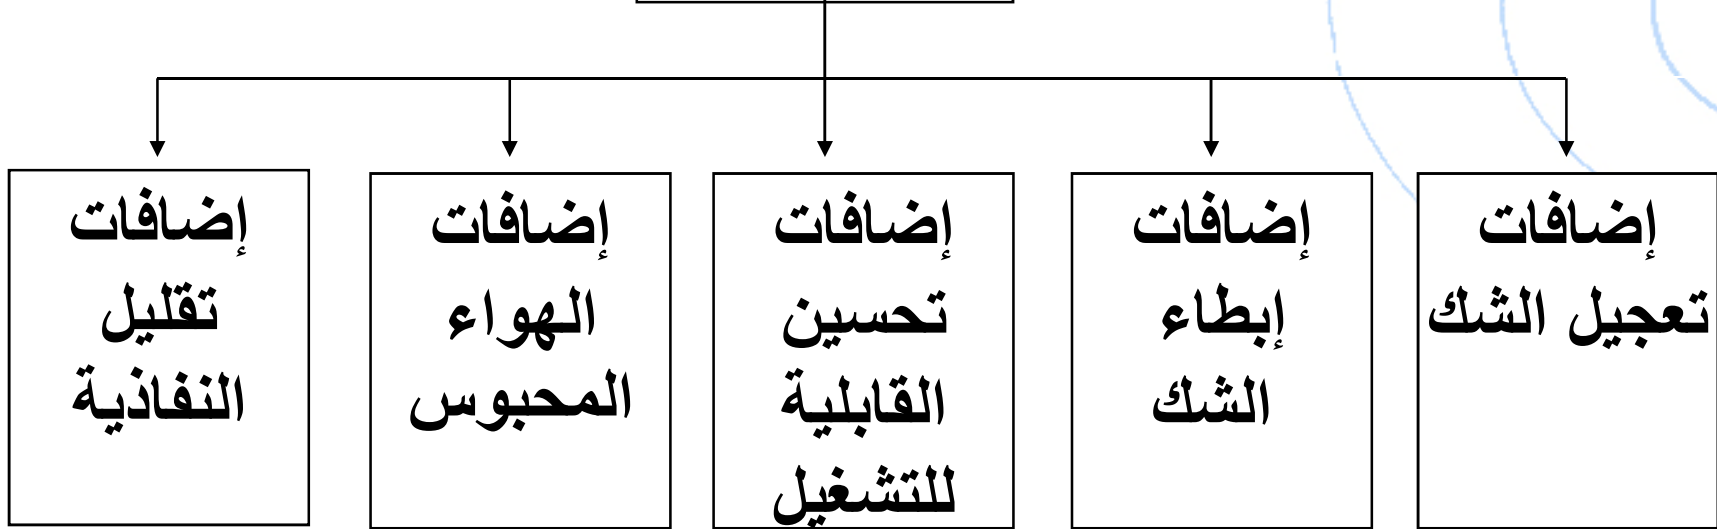 إضافات
تعجيل الشك
إضافات
إبطاء
الشك
إضافات
تحسين
القابلية
للتشغيل
إضافات
الهواء
المحبوس
إضافات
تقليل
النفاذية